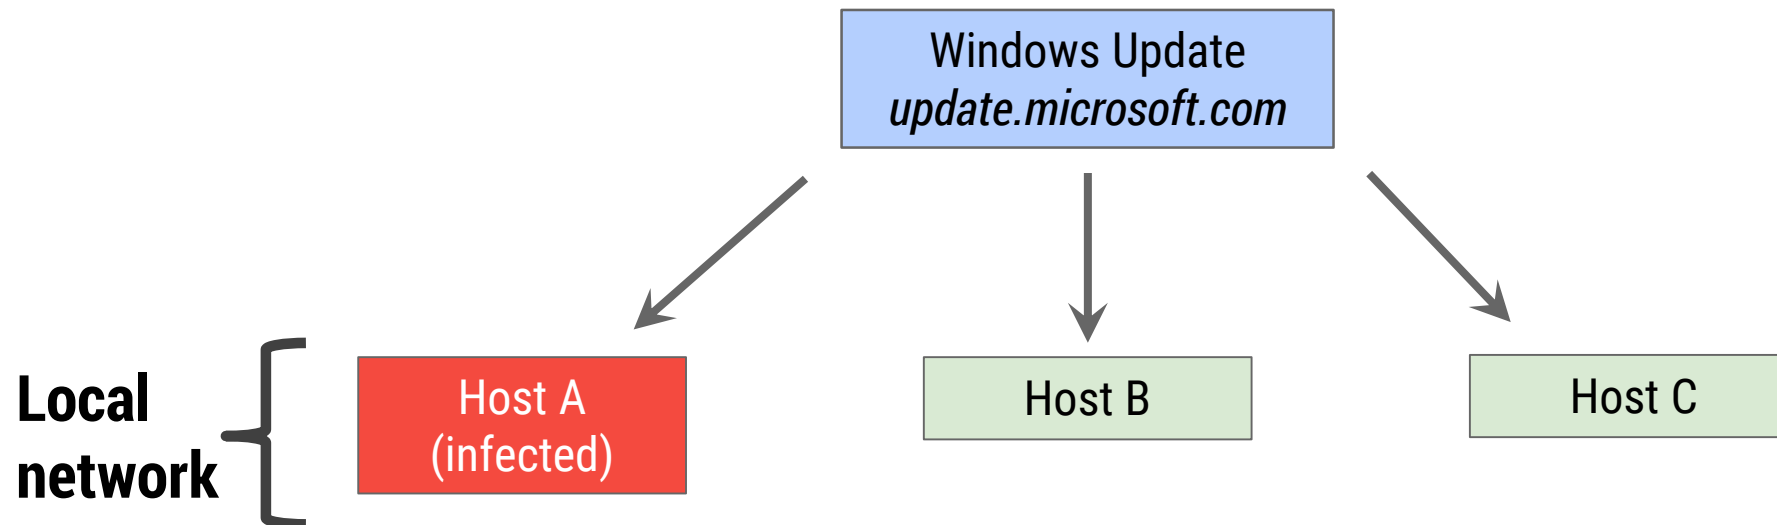 Windows Update
update.microsoft.com
Local
network
Host A
(infected)
Host B
Host C